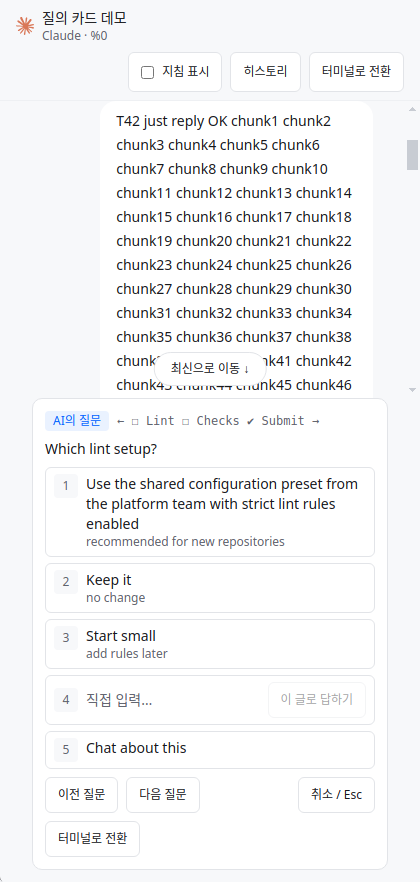 질의 카드 데모
Claude · %0
지침 표시
히스토리
터미널로 전환
T42 just reply OK chunk1 chunk2
chunk3 chunk4 chunk5 chunk6
chunk7 chunk8 chunk9 chunk10
chunk11 chunk12 chunk13 chunk14
chunk15 chunk16 chunk17 chunk18
chunk19 chunk20 chunk21 chunk22
chunk23 chunk24 chunk25 chunk26
chunk27 chunk28 chunk29 chunk30
chunk31 chunk32 chunk33 chunk34
chunk35 chunk36 chunk37 chunk38
chunk41 chunk42
최신으로 이동 ↓
chunk45 chunk46
AI의 질문 ← ☐ Lint ☐ Checks ✔ Submit →
Which lint setup?
1 Use the shared configuration preset from
the platform team with strict lint rules
enabled
recommended for new repositories
2 Keep it
no change
3 Start small
add rules later
4 직접 입력... 이 글로 답하기
5 Chat about this
이전 질문
다음 질문
취소 / Esc
터미널로 전환